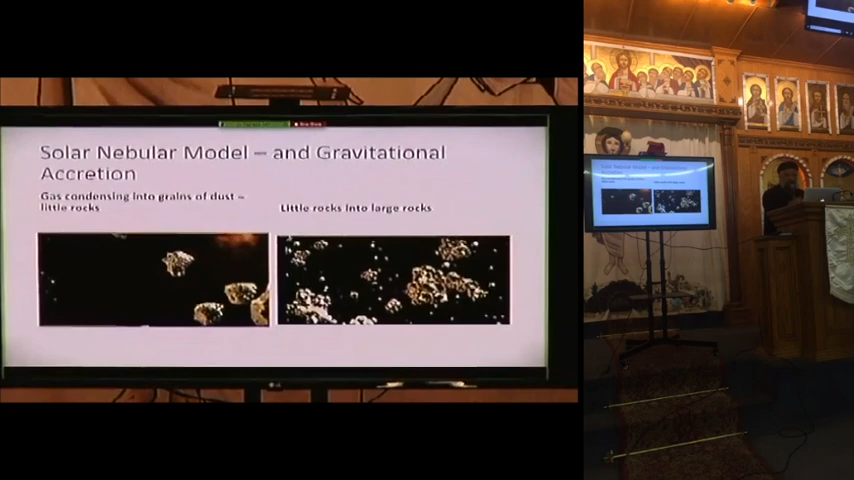 Solar Nebular Model – and Gravitational
Accretion
Gas condensing into grains of dust –
little rocks
Little rocks into large rocks